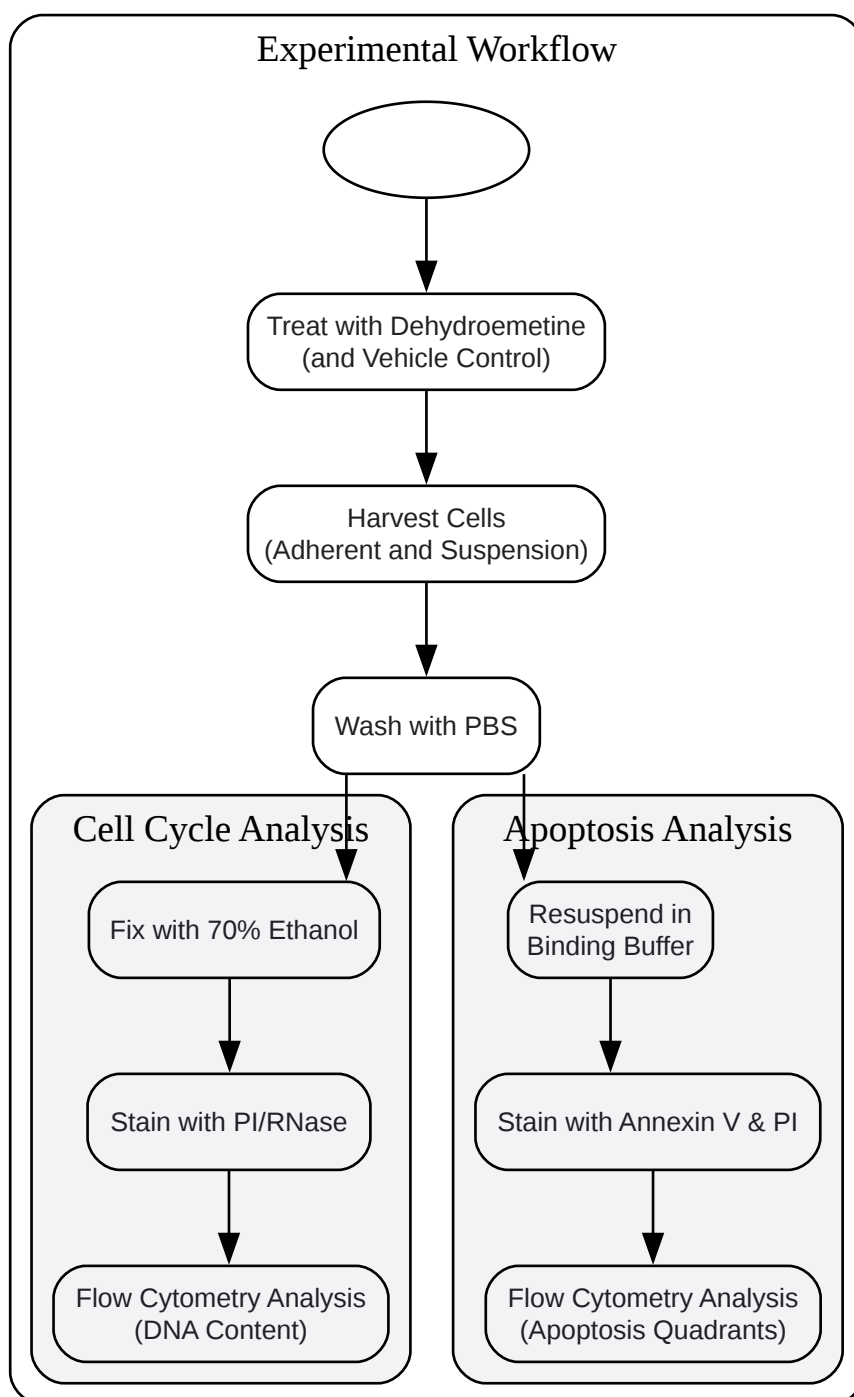 Experimental Workflow
Treat with Dehydroemetine
(and Vehicle Control)
Harvest Cells
(Adherent and Suspension)
Wash with PBS
Cell Cycle Analysis
Fix with 70% Ethanol
Stain with PI/RNase
Flow Cytometry Analysis
(DNA Content)
Apoptosis Analysis
Resuspend in
Binding Buffer
Stain with Annexin V & PI
Flow Cytometry Analysis
(Apoptosis Quadrants)